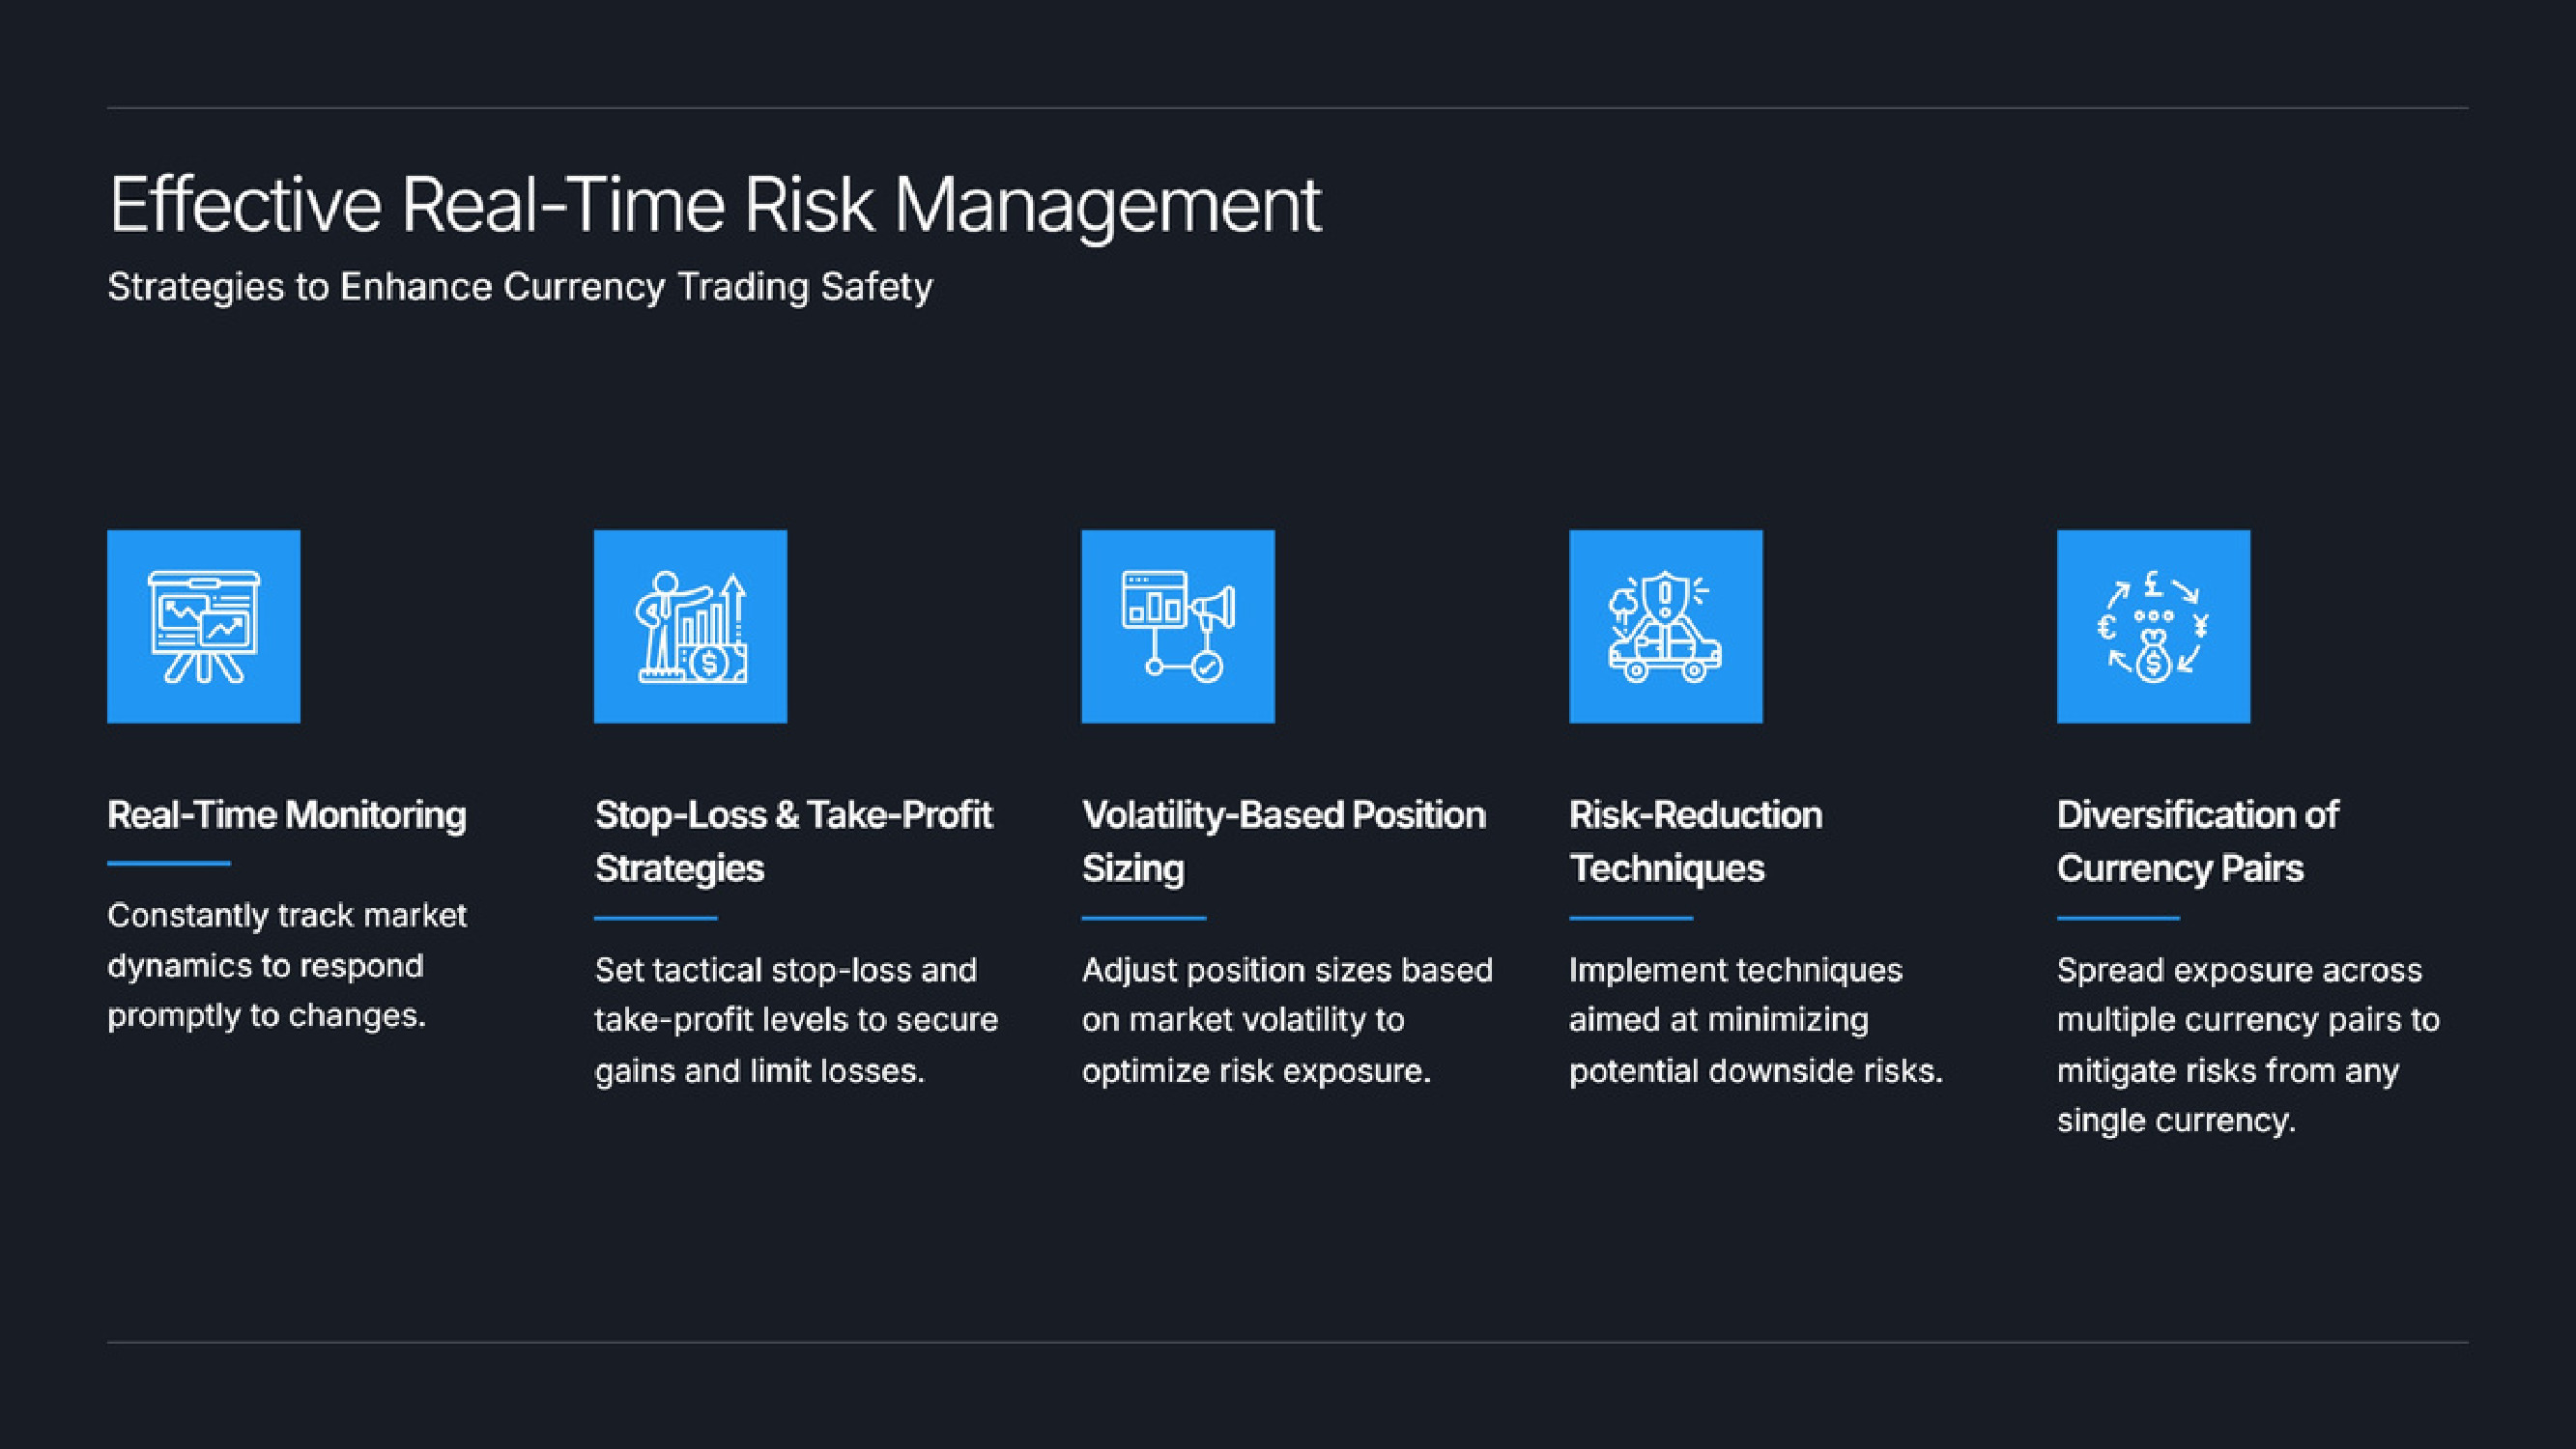 Effective Real-Time Risk Management
Strategies to Enhance Currency Trading Safety
Real-Time Monitoring
Constantly track market
dynamics to respond
promptly to changes.
Stop-Loss & Take-Profit
Strategies
Set tactical stop-loss and
take-profit levels to secure
gains and limit losses.
Volatility-Based Position
Sizing
Adjust position sizes based
on market volatility to
optimize risk exposure.
Risk-Reduction
Techniques
Implement techniques
aimed at minimizing
potential downside risks.
Diversification of
Currency Pairs
Spread exposure across
multiple currency pairs to
mitigate risks from any
single currency.